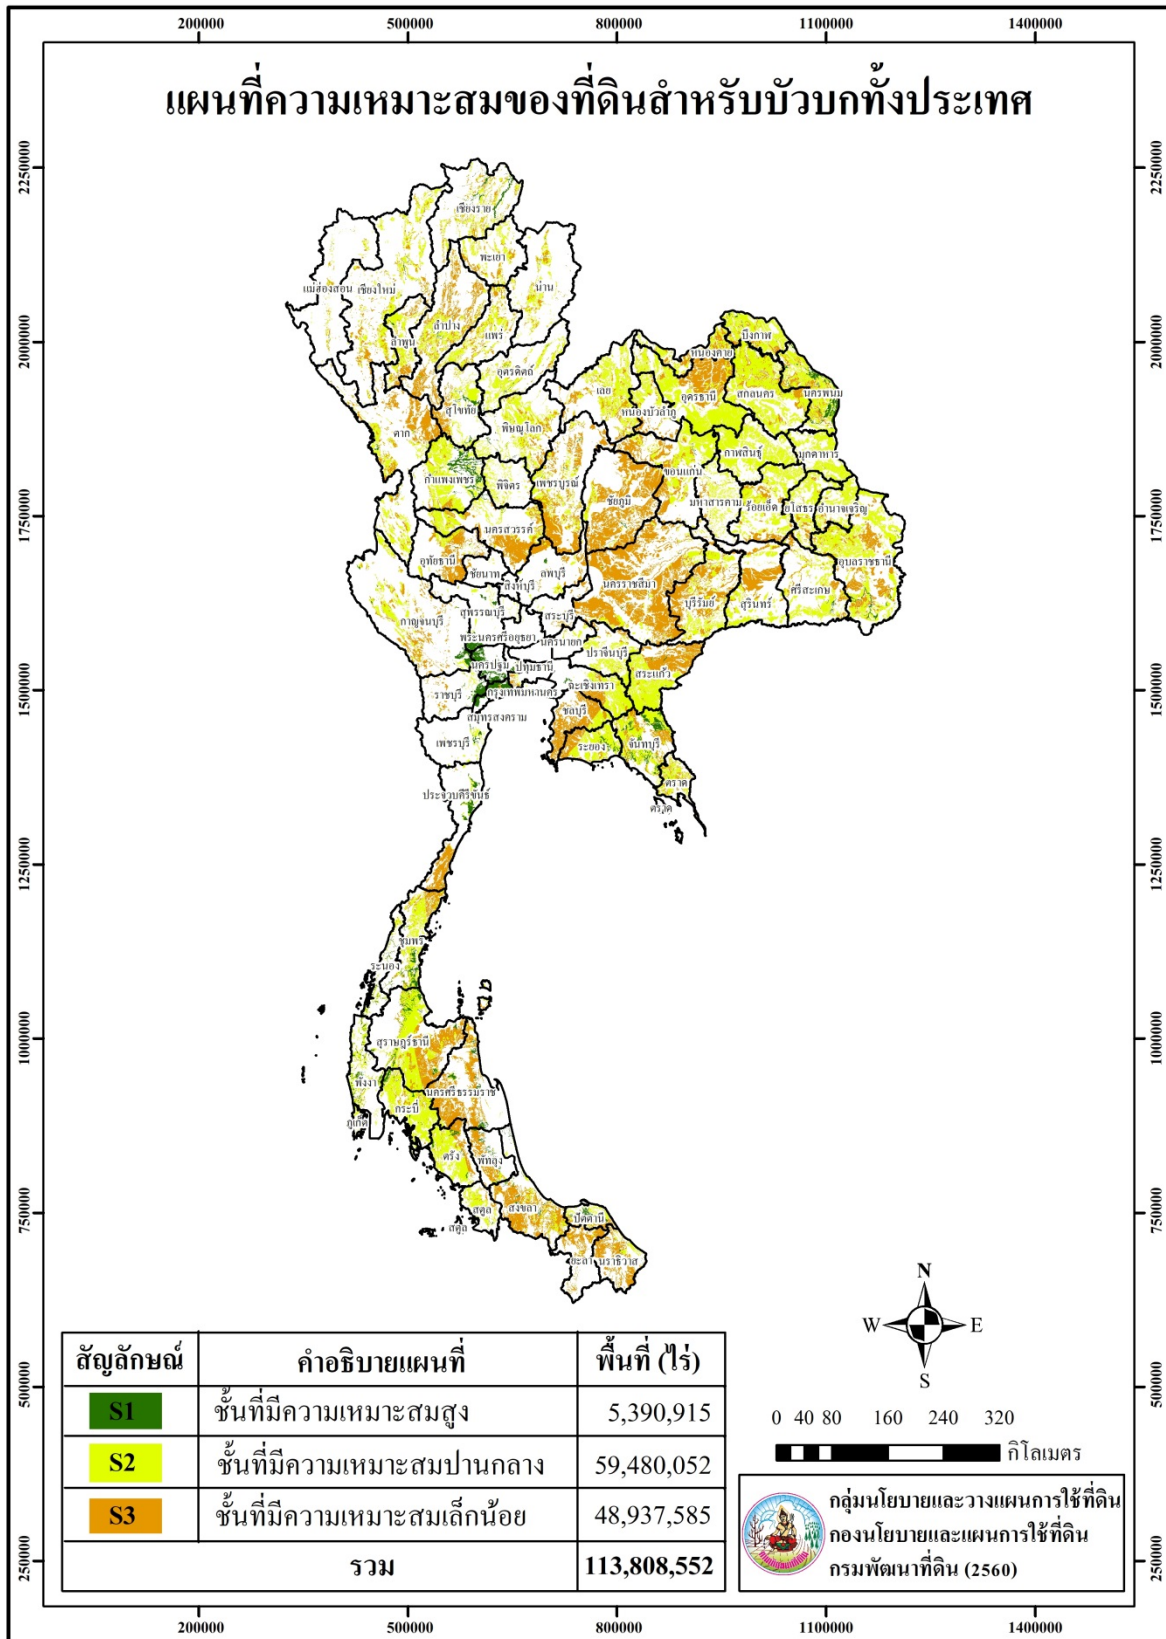 200000 500000 800000 1100000 1400000
แผนที่ความเหมาะสมของที่ดินสำหรับบัวบกทั้งประเทศ
2250000 2250000
2000000 2000000
1750000 1750000
1500000 1500000
1250000 1250000
1000000 1000000
750000 750000
500000 500000
250000 250000
เชียงราย
พะเยา
แม่ฮ่องสอน
เชียงใหม่
น่าน
ลำปาง
ลำพูน
แพร่
อุตรดิตถ์
บึงกาฬ
หนองคาย
เลย
อุดรธานี
สกลนคร
นครพนม
หนองบัวลำภู
สุโขทัย
ตาก
พิษณุโลก
กาฬสินธุ์
มุกดาหาร
ขอนแก่น
กำแพงเพชร
พิจิตร
เพชรบูรณ์
ชัยภูมิ
มหาสารคาม
ร้อยเอ็ด
ยโสธร
อำนาจเจริญ
นครสวรรค์
อุทัยธานี
ชัยนาท
ลพบุรี
สิงห์บุรี
นครราชสีมา
บุรีรัมย์
สุรินทร์
ศรีสะเกษ
อุบลราชธานี
กาญจนบุรี
สุพรรณบุรี
สระบุรี
พระนครศรีอยุธยา
นครนายก
ปราจีนบุรี
นครปฐม
ปทุมธานี
สระแก้ว
ราชบุรี
กรุงเทพมหานคร
ฉะเชิงเทรา
สมุทรสงคราม
ชลบุรี
เพชรบุรี
ระยอง
จันทบุรี
ตราด
ตราด
ประจวบคีรีขันธ์
ชุมพร
ระนอง
สุราษฎร์ธานี
พังงา
นครศรีธรรมราช
กระบี่
ภูเก็ต
ตรัง
พัทลุง
สตูล
สตูล
สงขลา
ปัตตานี
ยะลา
นราธิวาส
N
W E
S
0 40 80 160 240 320
กิโลเมตร
สัญลักษณ์ คำอธิบายแผนที่ พื้นที่ (ไร่)
S1 ชั้นที่มีความเหมาะสมสูง 5,390,915
S2 ชั้นที่มีความเหมาะสมปานกลาง 59,480,052
S3 ชั้นที่มีความเหมาะสมเล็กน้อย 48,937,585
รวม 113,808,552
กลุ่มนโยบายและวางแผนการใช้ที่ดิน
กองนโยบายและแผนการใช้ที่ดิน
กรมพัฒนาที่ดิน (2560)
200000 500000 800000 1100000 1400000